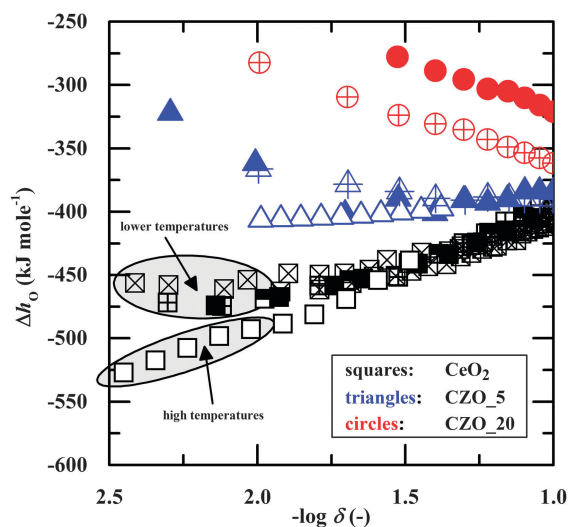 -250
-300
-350
-400
-450
-500
-550
-600
Δh_O (kJ mole⁻¹)
lower temperatures
high temperatures
squares: CeO₂
triangles: CZO_5
circles: CZO_20
2.5 2.0 1.5 1.0
-log δ (-)